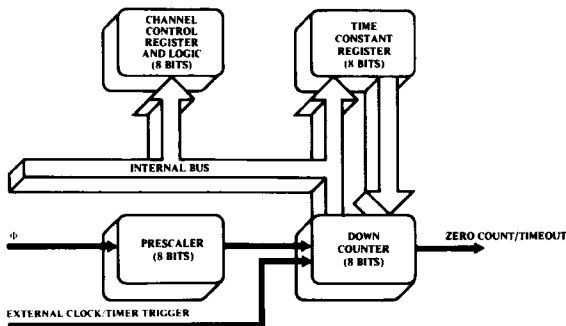 CHANNEL
CONTROL
REGISTER
AND LOGIC
(8 BITS)
TIME
CONSTANT
REGISTER
(8 BITS)
INTERNAL BUS
Φ
PRESCALER
(8 BITS)
DOWN
COUNTER
(8 BITS)
ZERO COUNT/TIMEOUT
EXTERNAL CLOCK/TIMER TRIGGER